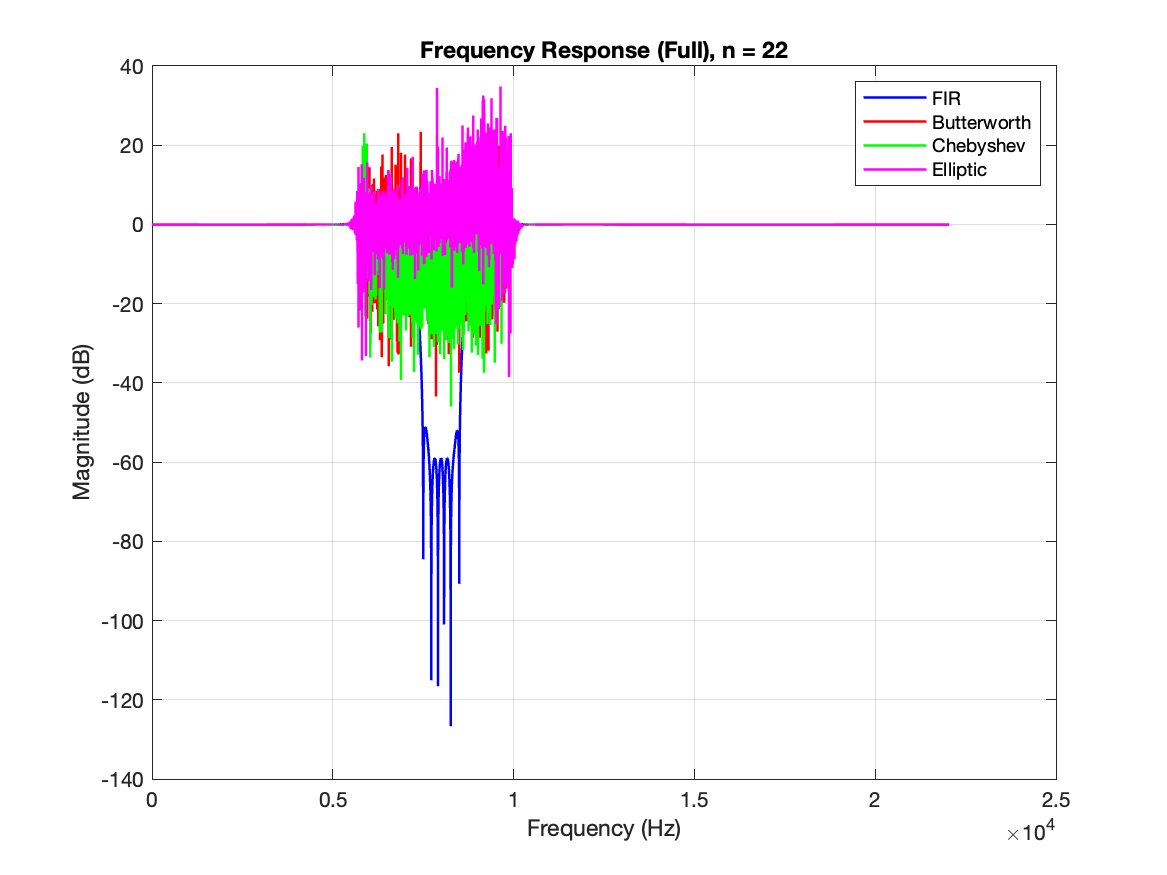 Frequency Response (Full), n = 22
FIR
Butterworth
Chebyshev
Elliptic
40
20
0
-20
-40
-60
-80
-100
-120
-140
Magnitude (dB)
0 0.5 1 1.5 2 2.5
Frequency (Hz)
×10^4